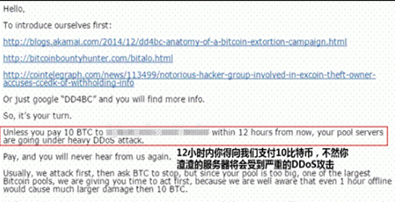 Hello,
To introduce ourselves first:
http://blogs.akamai.com/2014/12/dd4bc-anatomy-of-a-bitcoin-extortion-campaign.html
http://bitcoinbountyhunter.com/bitalo.html
http://cointelegraph.com/news/113499/notorious-hacker-group-involved-in-excoin-theft-owner-
accuses-ccedk-of-withholding-info
Or just google "DD4BC" and you will find more info.
So, it's your turn.
Unless you pay 10 BTC to within 12 hours from now, your pool servers
are going under heavy DDoS attack.
12小时内你得向我们支付10比特币，不然你
Pay, and you will never hear from us again.
渣渣的服务器将会受到严重的DDoS攻击
Usually, we attack first, then ask BTC to stop, but since your pool is too big, one of the largest
Bitcoin pools, we are giving you time to act first, because we are well aware that even 1 hour offline
would cause much larger damage then 10 BTC.